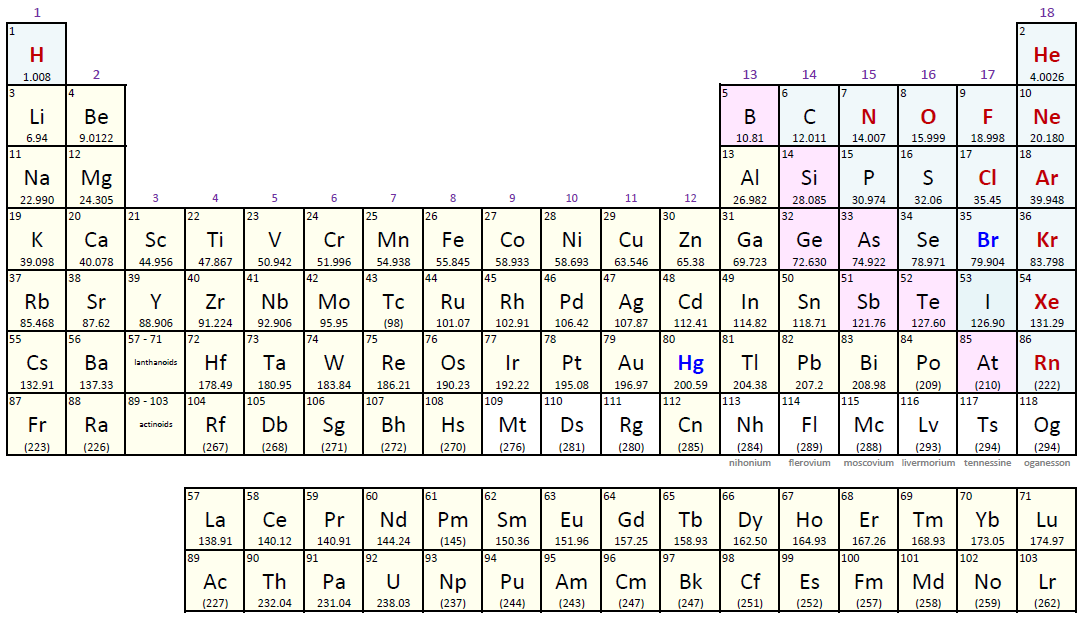 1 18
1 2
H He
1.008 2 13 14 15 16 17 4.0026
3 4 5 6 7 8 9 10
Li Be B C N O F Ne
6.94 9.0122 10.81 12.011 14.007 15.999 18.998 20.180
11 12 13 14 15 16 17 18
Na Mg Al Si P S Cl Ar
22.990 24.305 3 4 5 6 7 8 9 10 11 12 26.982 28.085 30.974 32.06 35.45 39.948
19 20 21 22 23 24 25 26 27 28 29 30 31 32 33 34 35 36
K Ca Sc Ti V Cr Mn Fe Co Ni Cu Zn Ga Ge As Se Br Kr
39.098 40.078 44.956 47.867 50.942 51.996 54.938 55.845 58.933 58.693 63.546 65.38 69.723 72.630 74.922 78.971 79.904 83.798
37 38 39 40 41 42 43 44 45 46 47 48 49 50 51 52 53 54
Rb Sr Y Zr Nb Mo Tc Ru Rh Pd Ag Cd In Sn Sb Te I Xe
85.468 87.62 88.906 91.224 92.906 95.95 (98) 101.07 102.91 106.42 107.87 112.41 114.82 118.71 121.76 127.60 126.90 131.29
55 56 57 - 71 72 73 74 75 76 77 78 79 80 81 82 83 84 85 86
Cs Ba lanthanoids Hf Ta W Re Os Ir Pt Au Hg Tl Pb Bi Po At Rn
132.91 137.33 178.49 180.95 183.84 186.21 190.23 192.22 195.08 196.97 200.59 204.38 207.2 208.98 (209) (210) (222)
87 88 89 - 103 104 105 106 107 108 109 110 111 112 113 114 115 116 117 118
Fr Ra actinoids Rf Db Sg Bh Hs Mt Ds Rg Cn Nh Fl Mc Lv Ts Og
(223) (226) (267) (268) (271) (272) (270) (276) (281) (280) (285) (284) (289) (288) (293) (294) (294)
nihonium flerovium moscovium livermorium tennessine oganesson
57 58 59 60 61 62 63 64 65 66 67 68 69 70 71
La Ce Pr Nd Pm Sm Eu Gd Tb Dy Ho Er Tm Yb Lu
138.91 140.12 140.91 144.24 (145) 150.36 151.96 157.25 158.93 162.50 164.93 167.26 168.93 173.05 174.97
89 90 91 92 93 94 95 96 97 98 99 100 101 102 103
Ac Th Pa U Np Pu Am Cm Bk Cf Es Fm Md No Lr
(227) 232.04 231.04 238.03 (237) (244) (243) (247) (247) (251) (252) (257) (258) (259) (262)